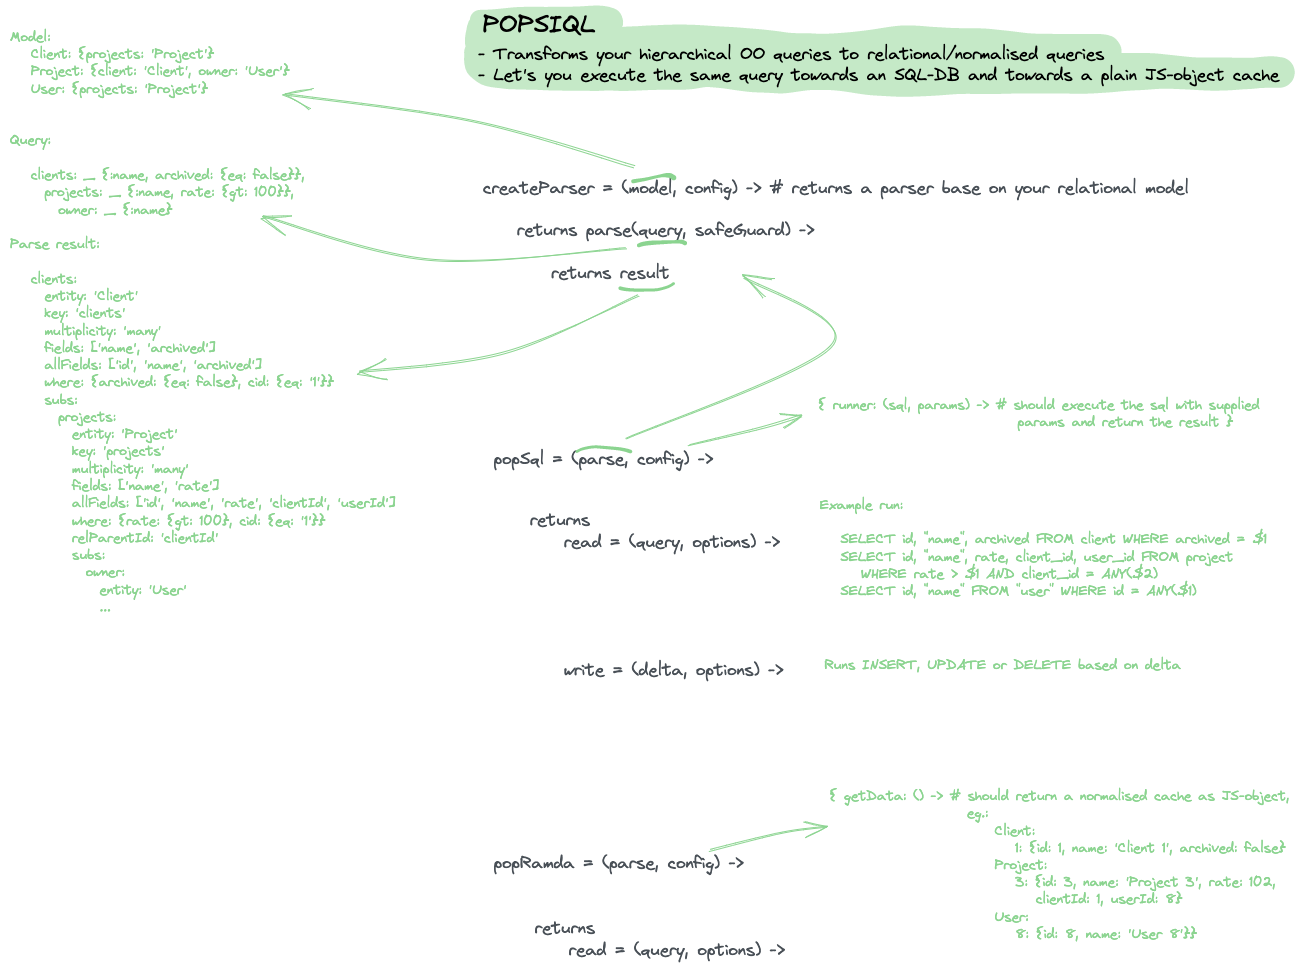 POPSIQL
- Transforms your hierarchical OO queries to relational/normalised queries
- Let's you execute the same query towards an SQL-DB and towards a plain JS-object cache
Model:
Client: {projects: 'Project'}
Project: {client: 'Client', owner: 'User'}
User: {projects: 'Project'}
Query:
clients: __ {:name, archived: {eq: false}},
projects: __ {:name, rate: {gt: 100}},
owner: __ {:name}
Parse result:
clients:
entity: 'Client'
key: 'clients'
multiplicity: 'many'
fields: ['name', 'archived']
allFields: ['id', 'name', 'archived']
where: {archived: {eq: false}, cid: {eq: '1'}}
subs:
projects:
entity: 'Project'
key: 'projects'
multiplicity: 'many'
fields: ['name', 'rate']
allFields: ['id', 'name', 'rate', 'clientId', 'userId']
where: {rate: {gt: 100}, cid: {eq: '1'}}
relParentId: 'clientId'
subs:
owner:
entity: 'User'
...
createParser = (model, config) -> # returns a parser base on your relational model
returns parse(query, safeGuard) ->
returns result
popSql = (parse, config) ->
{ runner: (sql, params) -> # should execute the sql with supplied
params and return the result }
returns
read = (query, options) ->
Example run:
SELECT id, "name", archived FROM client WHERE archived = $1
SELECT id, "name", rate, client_id, user_id FROM project
WHERE rate > $1 AND client_id = ANY($2)
SELECT id, "name" FROM "user" WHERE id = ANY($1)
write = (delta, options) ->
Runs INSERT, UPDATE or DELETE based on delta
popRamda = (parse, config) ->
{ getData: () -> # should return a normalised cache as JS-object,
eg.:
Client:
1: {id: 1, name: 'Client 1', archived: false}
Project:
3: {id: 3, name: 'Project 3', rate: 102,
clientId: 1, userId: 8}
User:
8: {id: 8, name: 'User 8'}}
returns
read = (query, options) ->